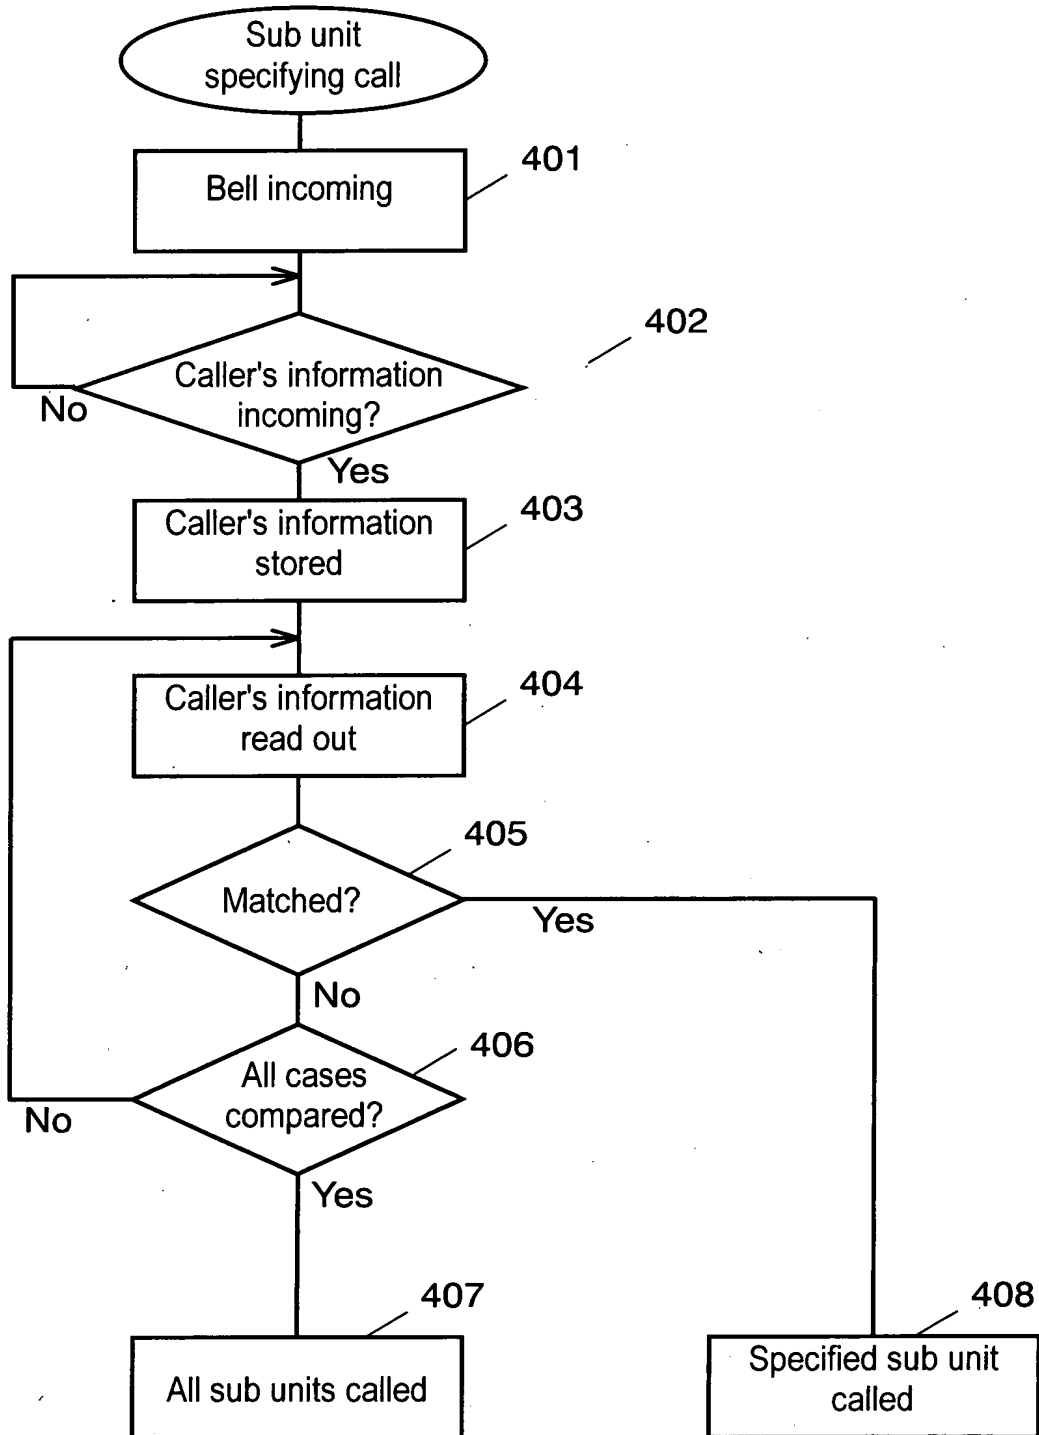 Sub unit
specifying call
Bell incoming
401
Caller's information
incoming?
402
No
Yes
Caller's information
stored
403
Caller's information
read out
404
Matched?
405
Yes
No
All cases
compared?
406
No
Yes
All sub units called
407
Specified sub unit
called
408